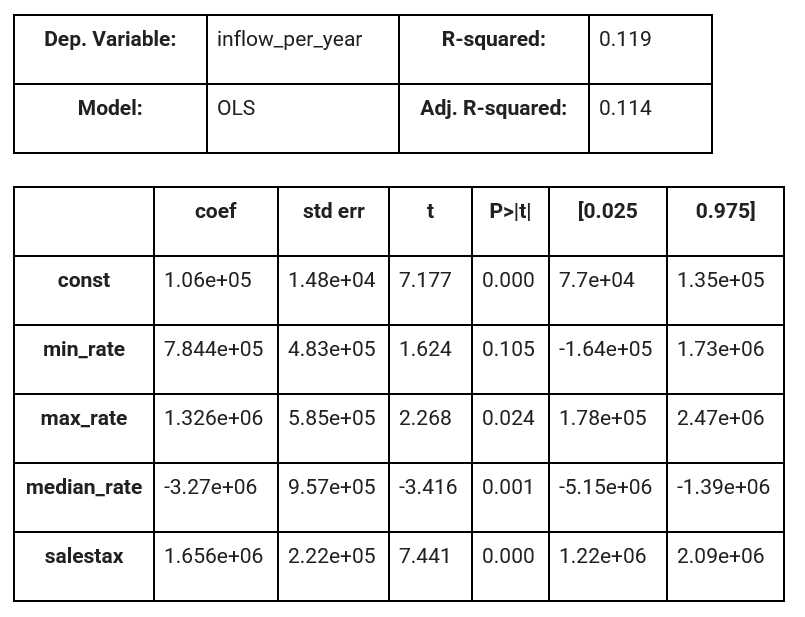 Dep. Variable: inflow_per_year R-squared: 0.119
Model: OLS Adj. R-squared: 0.114
coef std err t P>|t| [0.025 0.975]
const 1.06e+05 1.48e+04 7.177 0.000 7.7e+04 1.35e+05
min_rate 7.844e+05 4.83e+05 1.624 0.105 -1.64e+05 1.73e+06
max_rate 1.326e+06 5.85e+05 2.268 0.024 1.78e+05 2.47e+06
median_rate -3.27e+06 9.57e+05 -3.416 0.001 -5.15e+06 -1.39e+06
salestax 1.656e+06 2.22e+05 7.441 0.000 1.22e+06 2.09e+06